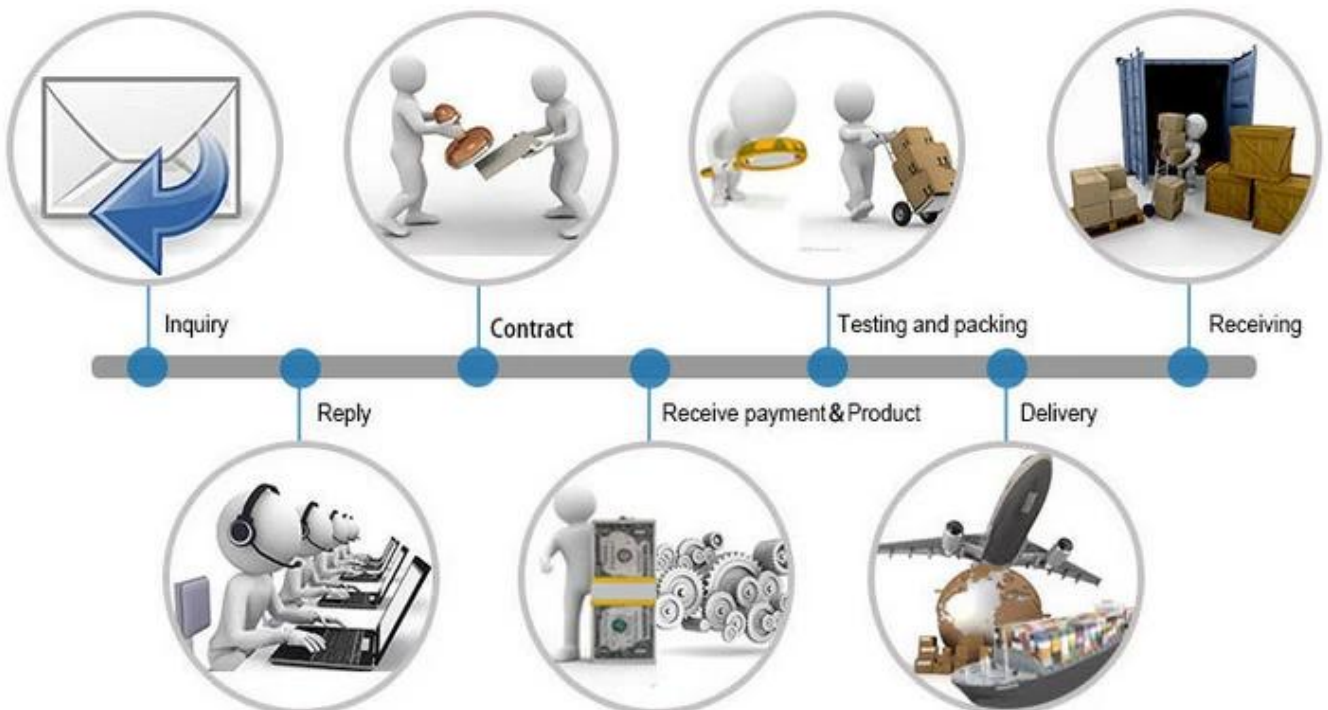 Inquiry
Contract
Testing and packing
Receiving
Reply
Receive payment&Product
Delivery